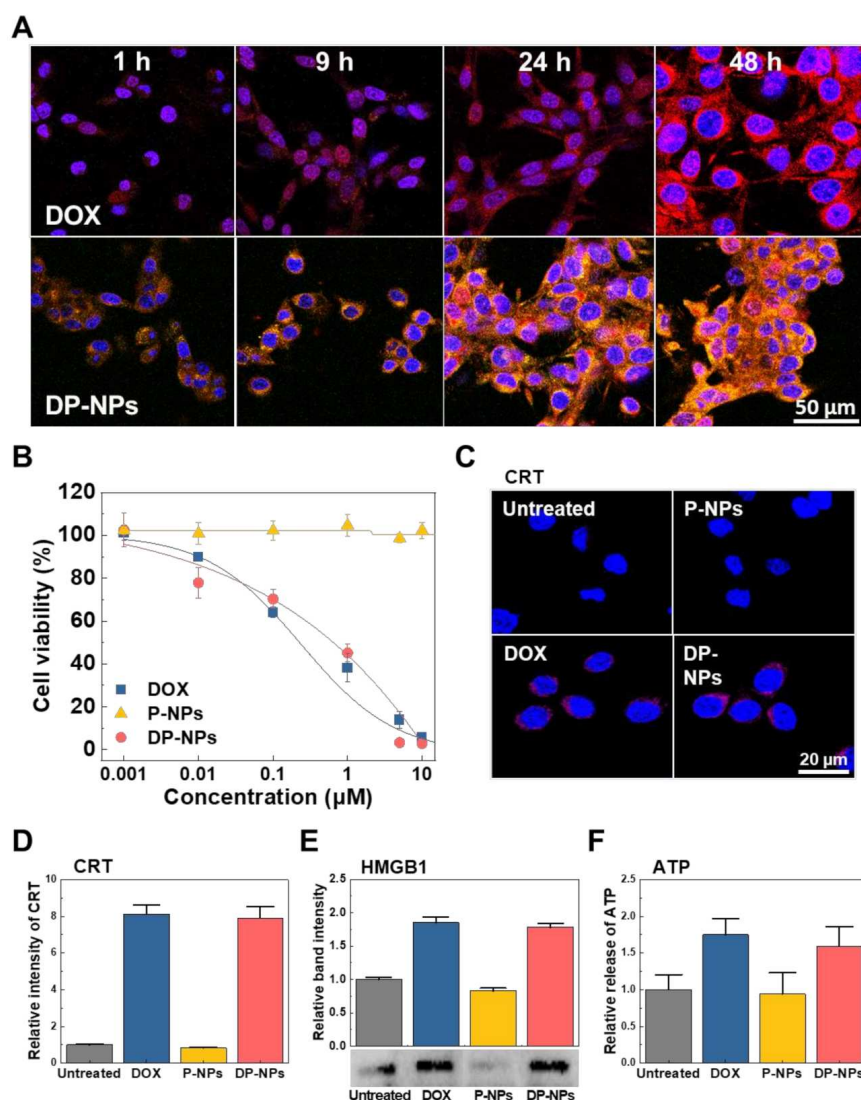 A
1 h 9 h 24 h 48 h
DOX
DP-NPs
50 µm
B
Cell viability (%)
120
100
80
60
40
20
0
DOX
P-NPs
DP-NPs
0.001 0.01 0.1 1 10
Concentration (µM)
C
CRT
Untreated P-NPs
DOX DP-
NPs
20 µm
D
CRT
Relative intensity of CRT
10
8
6
4
2
0
Untreated DOX P-NPs DP-NPs
E
HMGB1
Relative band intensity
2.5
2.0
1.5
1.0
0.5
0.0
Untreated DOX P-NPs DP-NPs
F
ATP
Relative release of ATP
2.5
2.0
1.5
1.0
0.5
0.0
Untreated DOX P-NPs DP-NPs